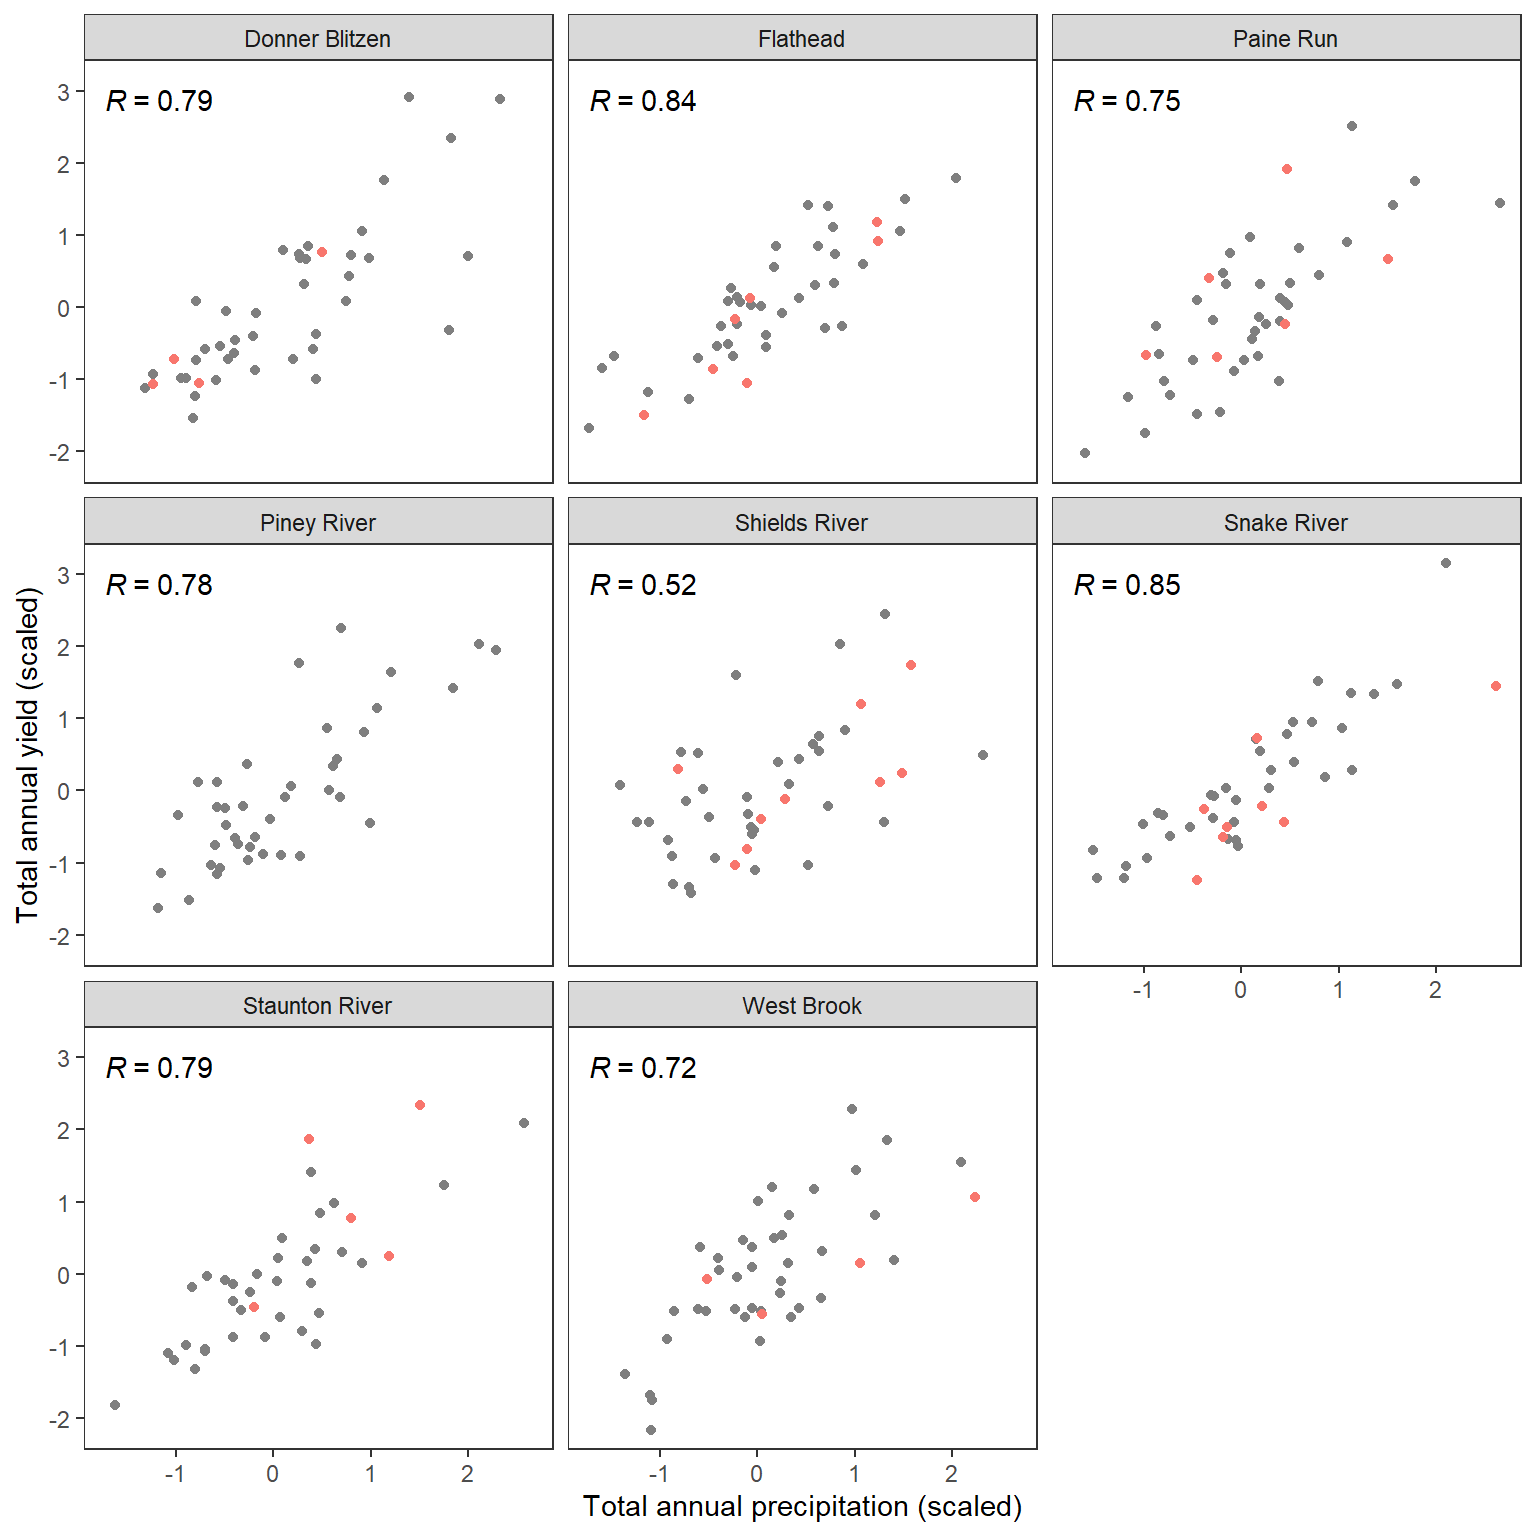 Donner Blitzen
Flathead
Paine Run
R = 0.79
R = 0.84
R = 0.75
3
2
1
0
-1
-2
Piney River
Shields River
Snake River
R = 0.78
R = 0.52
R = 0.85
3
2
1
0
-1
-2
-1 0 1 2
Total annual yield (scaled)
Staunton River
West Brook
R = 0.79
R = 0.72
3
2
1
0
-1
-2
-1 0 1 2
-1 0 1 2
Total annual precipitation (scaled)